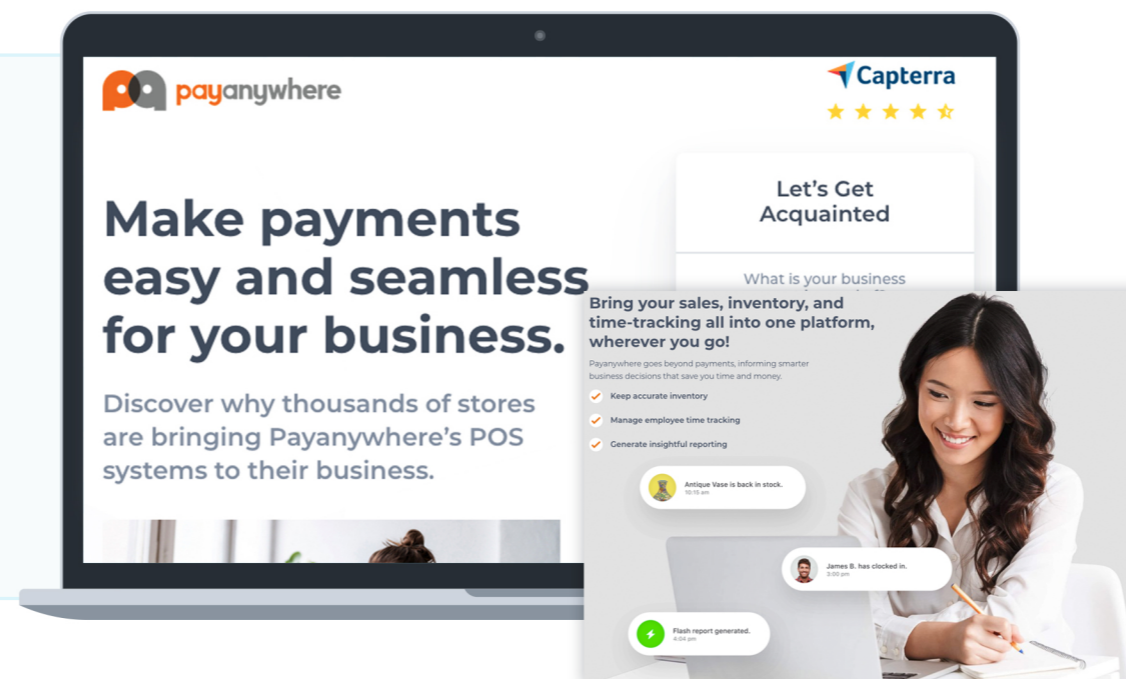 payanywhere
Capterra
Make payments
easy and seamless
for your business.
Discover why thousands of stores
are bringing Payanywhere’s POS
systems to their business.
Let’s Get
Acquainted
What is your business
Bring your sales, inventory, and
time-tracking all into one platform,
wherever you go!
Payanywhere goes beyond payments, informing smarter
business decisions that save you time and money.
Keep accurate inventory
Manage employee time tracking
Generate insightful reporting
Antique Vase is back in stock.
10:15 am
James B. has clocked in.
3:00 pm
Flash report generated.
4:04 pm